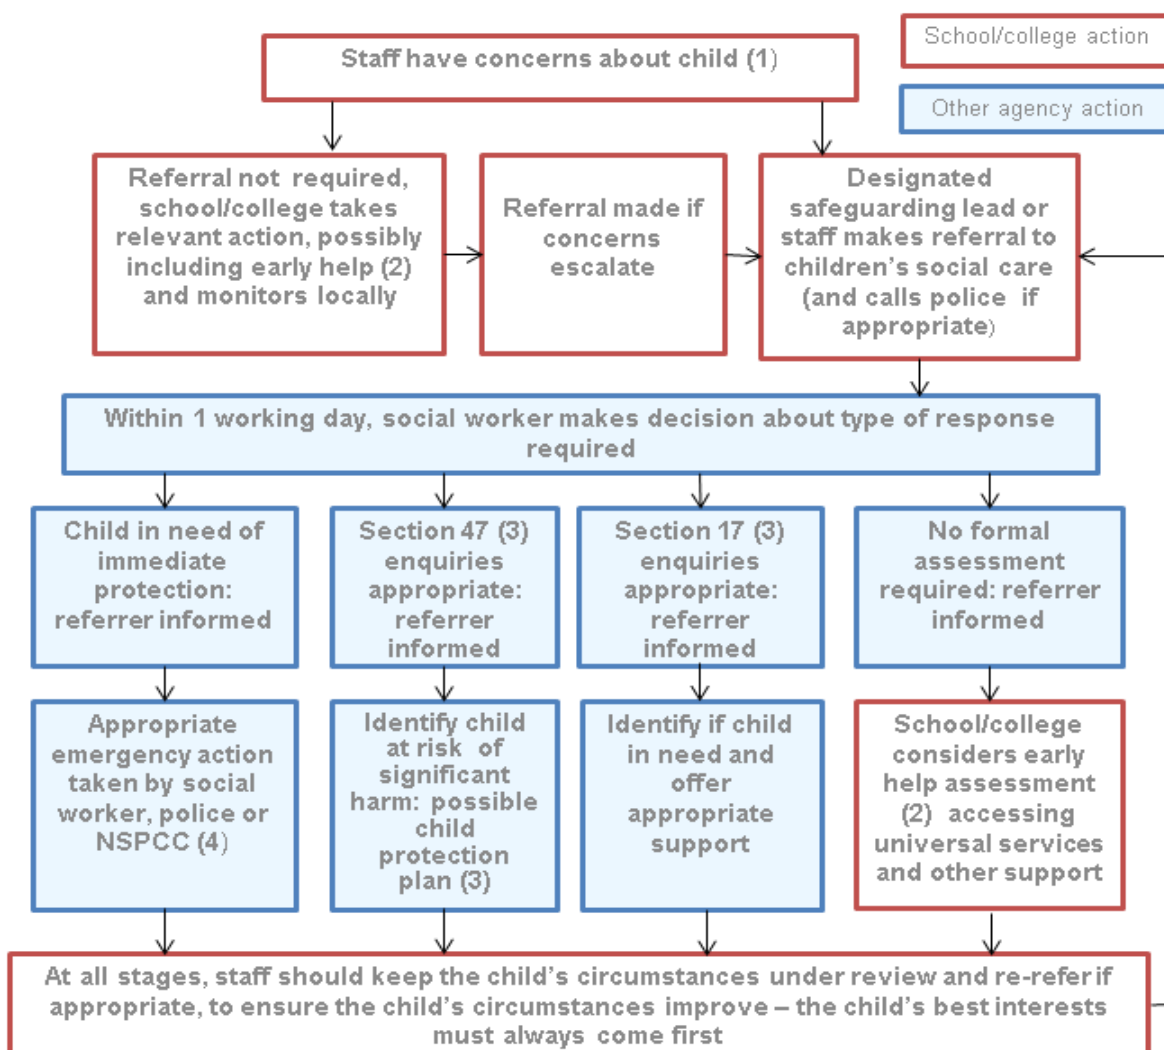 School/college action
Staff have concerns about child (1)
Other agency action
Referral not required,
school/college takes
relevant action, possibly
including early help (2)
and monitors locally
Referral made if
concerns
escalate
Designated
safeguarding lead or
staff makes referral to
children’s social care
(and calls police if
appropriate)
Within 1 working day, social worker makes decision about type of response
required
Child in need of
immediate
protection:
referrer informed
Section 47 (3)
enquiries
appropriate:
referrer
informed
Section 17 (3)
enquiries
appropriate:
referrer
informed
No formal
assessment
required: referrer
informed
Appropriate
emergency action
taken by social
worker, police or
NSPCC (4)
Identify child
at risk of
significant
harm: possible
child
protection
plan (3)
Identify if child
in need and
offer
appropriate
support
School/college
considers early
help assessment
(2) accessing
universal services
and other support
At all stages, staff should keep the child’s circumstances under review and re-refer if
appropriate, to ensure the child’s circumstances improve – the child’s best interests
must always come first